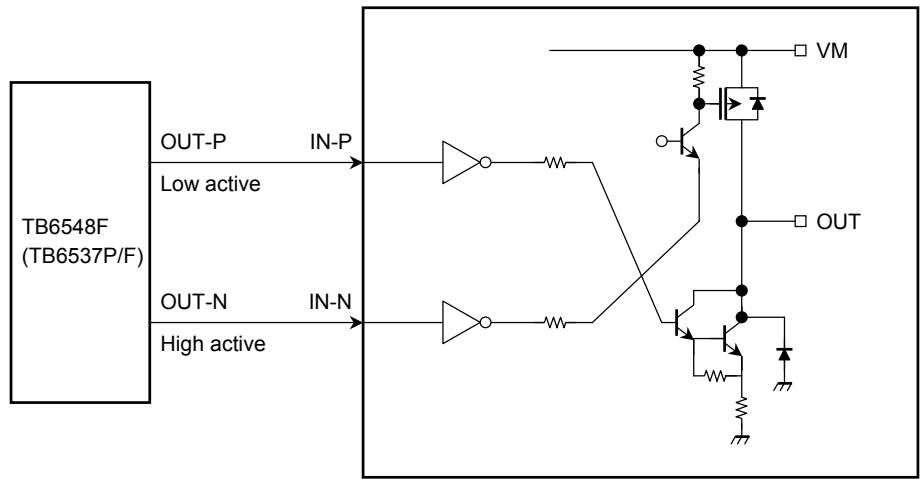 VM
OUT-P
IN-P
Low active
TB6548F
(TB6537P/F)
OUT
OUT-N
IN-N
High active